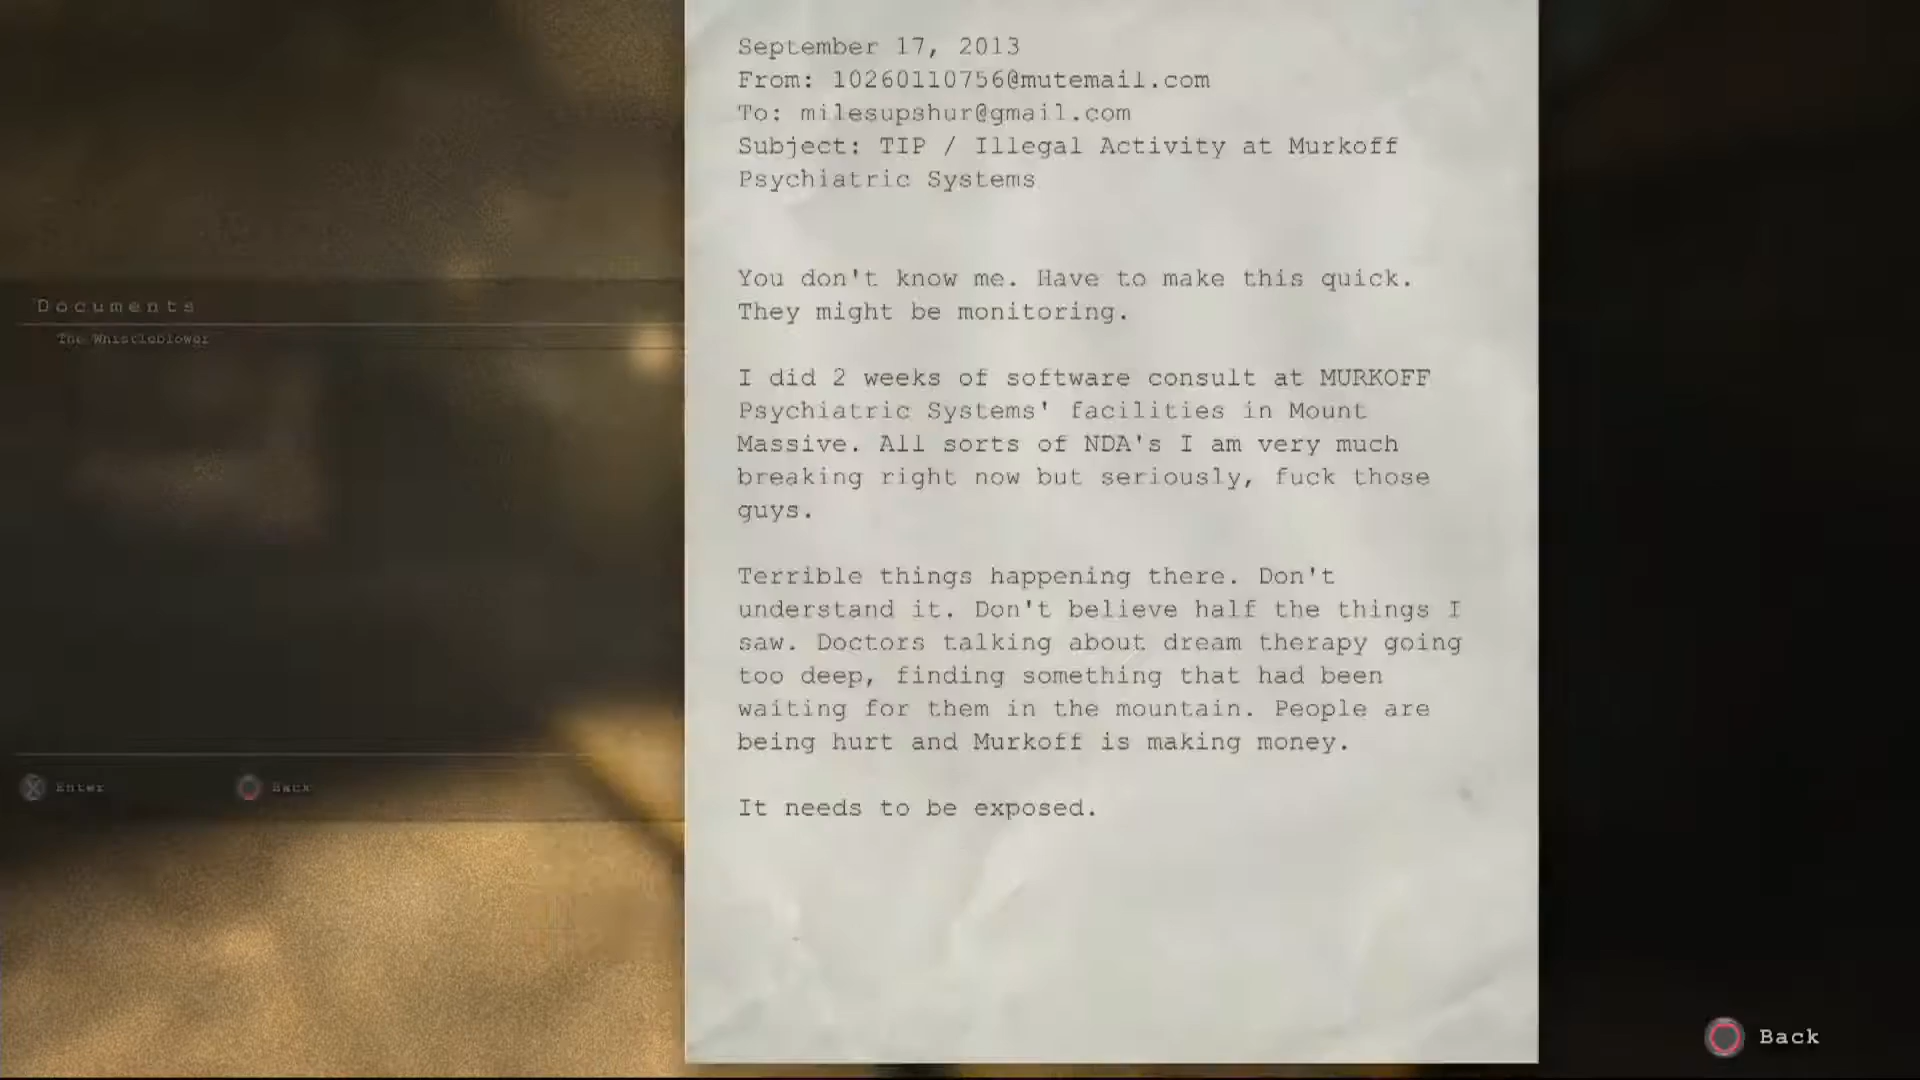 Documents
The Whistleblower
Enter
Back
September 17, 2013
From: 10260110756@mutemail.com
To: milesupshur@gmail.com
Subject: TIP / Illegal Activity at Murkoff
Psychiatric Systems
You don't know me. Have to make this quick.
They might be monitoring.
I did 2 weeks of software consult at MURKOFF
Psychiatric Systems' facilities in Mount
Massive. All sorts of NDA's I am very much
breaking right now but seriously, fuck those
guys.
Terrible things happening there. Don't
understand it. Don't believe half the things I
saw. Doctors talking about dream therapy going
too deep, finding something that had been
waiting for them in the mountain. People are
being hurt and Murkoff is making money.
It needs to be exposed.
Back